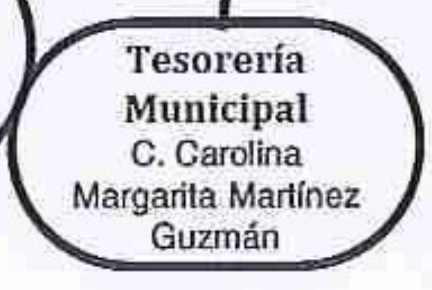 Tesorería
Municipal
C. Carolina
Margarita Martínez
Guzmán